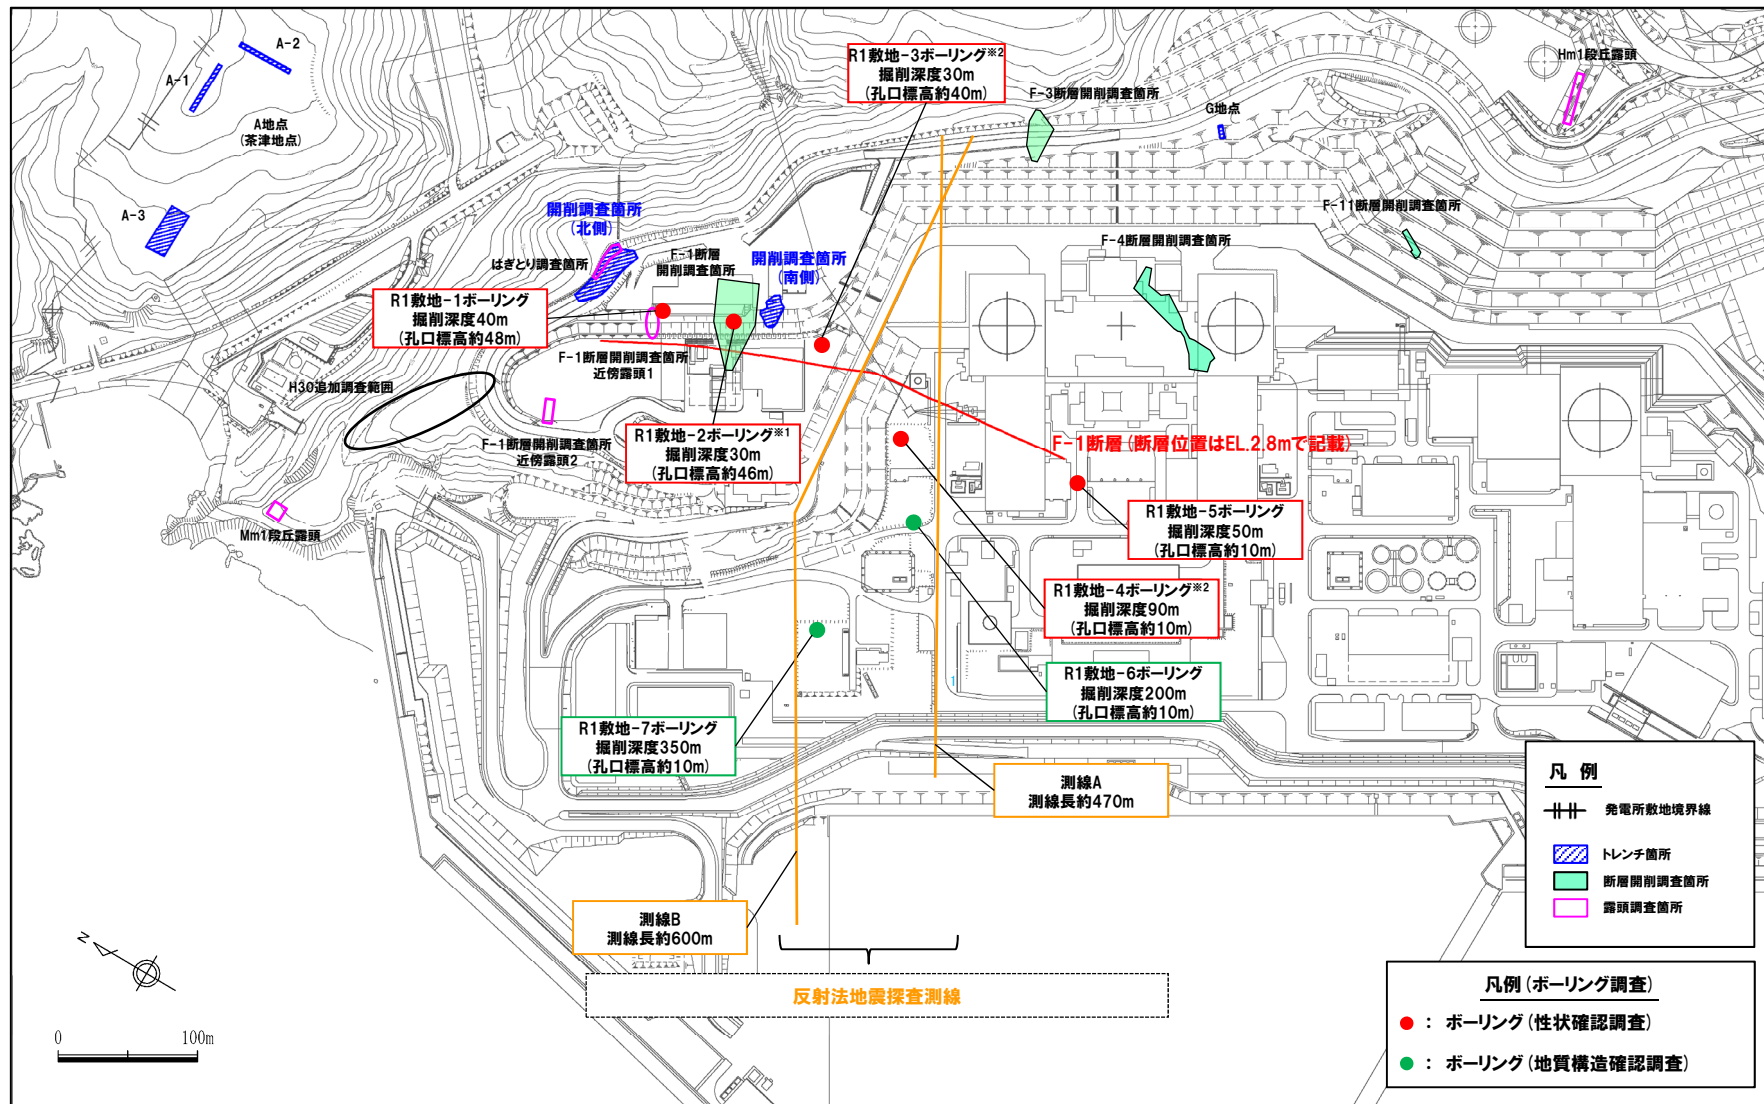 A-2
A-1
A地点
(茶津地点)
A-3
R1敷地-3ボーリング※2
掘削深度30m
(孔口標高約40m)
F-3断層開削調査箇所
G地点
Hm1段丘露頭
F-11断層開削調査箇所
F-4断層開削調査箇所
開削調査箇所
(北側)
はぎとり調査箇所
F-1断層
開削調査箇所
開削調査箇所
(南側)
R1敷地-1ボーリング
掘削深度40m
(孔口標高約48m)
F-1断層開削調査箇所
近傍露頭1
H30追加調査範囲
F-1断層開削調査箇所
近傍露頭2
R1敷地-2ボーリング※1
掘削深度30m
(孔口標高約46m)
F-1断層(断層位置はEL.2.8mで記載)
Mm1段丘露頭
R1敷地-5ボーリング
掘削深度50m
(孔口標高約10m)
R1敷地-4ボーリング※2
掘削深度90m
(孔口標高約10m)
R1敷地-6ボーリング
掘削深度200m
(孔口標高約10m)
R1敷地-7ボーリング
掘削深度350m
(孔口標高約10m)
測線A
測線長約470m
測線B
測線長約600m
反射法地震探査測線
N
0
100m
凡 例
発電所敷地境界線
トレンチ箇所
断層開削調査箇所
露頭調査箇所
凡例(ボーリング調査)
● : ボーリング(性状確認調査)
● : ボーリング(地質構造確認調査)